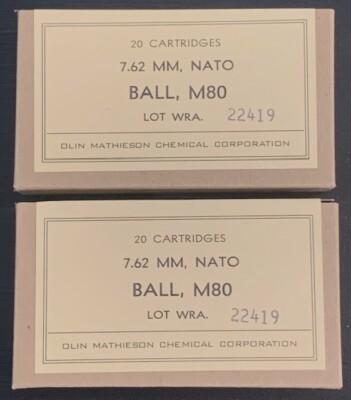 20 CARTRIDGES
7.62 MM, NATO
BALL, M80
LOT WRA. 22419
OLIN MATHIESON CHEMICAL CORPORATION
20 CARTRIDGES
7.62 MM, NATO
BALL, M80
LOT WRA. 22419
OLIN MATHIESON CHEMICAL CORPORATION